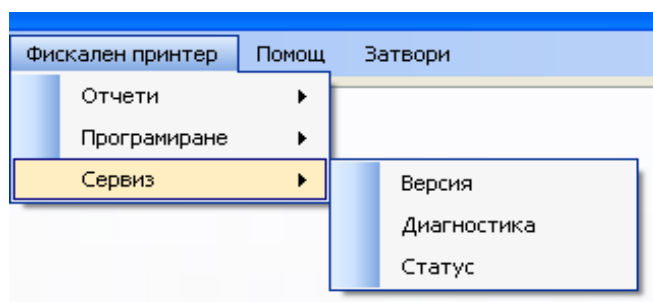 Фискален принтер Помощ Затвори
Отчети
Програмиране
Сервиз
Версия
Диагностика
Статус